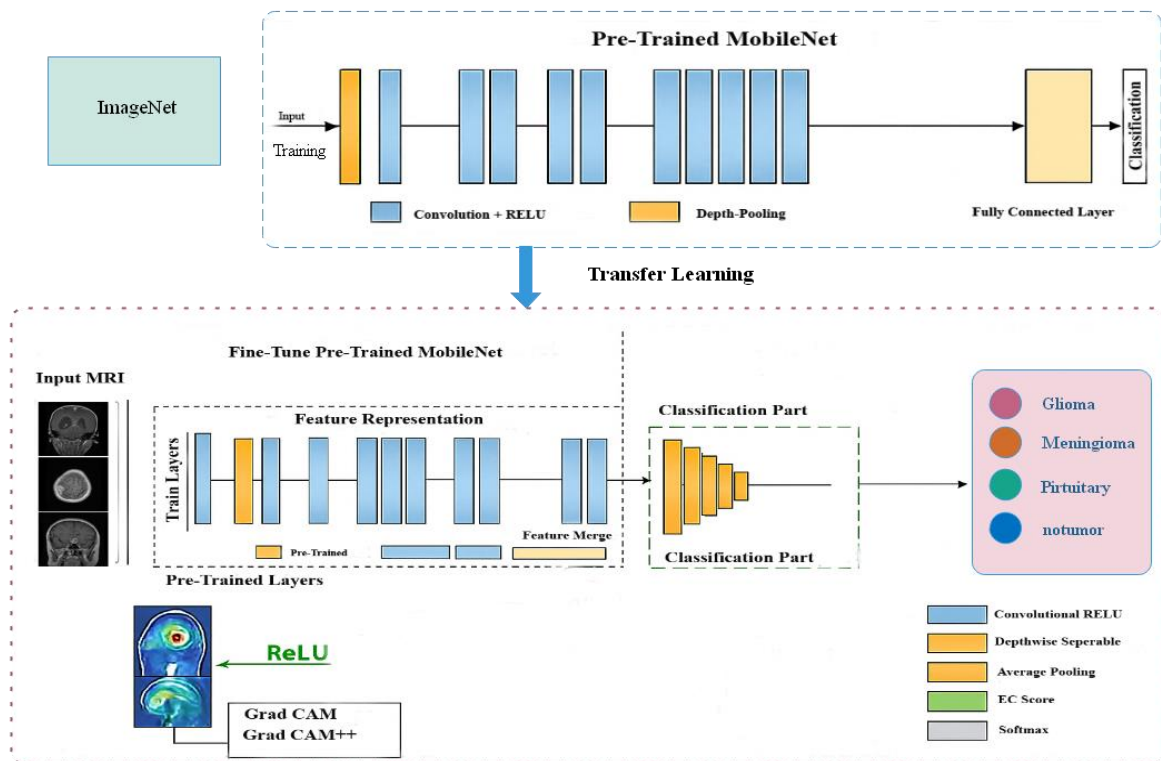 Pre-Trained MobileNet
ImageNet
Input
Training
Classification
Convolution + RELU
Depth-Pooling
Fully Connected Layer
Transfer Learning
Fine-Tune Pre-Trained MobileNet
Input MRI
Feature Representation
Train Layers
Pre-Trained
Feature Merge
Pre-Trained Layers
Classification Part
Classification Part
Glioma
Meningioma
Pirtuitary
notumor
ReLU
Grad CAM
Grad CAM++
Convolutional RELU
Depthwise Seperable
Average Pooling
EC Score
Softmax